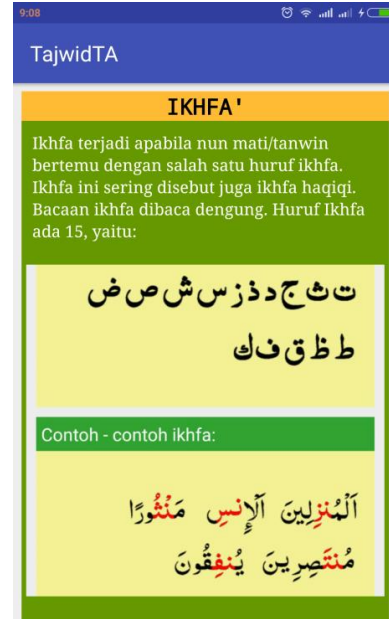 9:08
TajwidTA
IKHFA'
Ikhfa terjadi apabila nun mati/tanwin
bertemu dengan salah satu huruf ikhfa.
Ikhfa ini sering disebut juga ikhfa haqiqi.
Bacaan ikhfa dibaca dengung. Huruf Ikhfa
ada 15, yaitu:
ت ث ج د ذ ز س ش ص ض
ط ظ ق ف ك
Contoh - contoh ikhfa:
اَلْمُنزِلِينَ اَلْإِنسِ مَنْثُورًا
مُنتَصِرِينَ يُنفِقُونَ